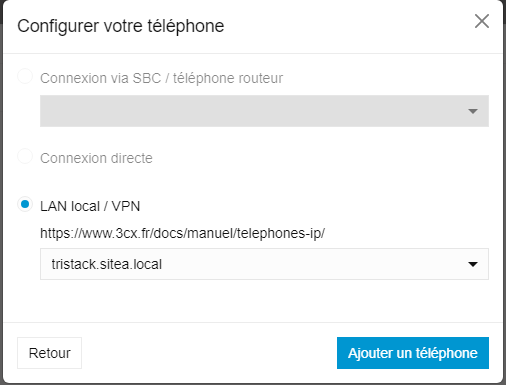 Configurer votre téléphone
Connexion via SBC / téléphone routeur
Connexion directe
LAN local / VPN
https://www.3cx.fr/docs/manuel/telephones-ip/
tristack.sitea.local
Retour
Ajouter un téléphone